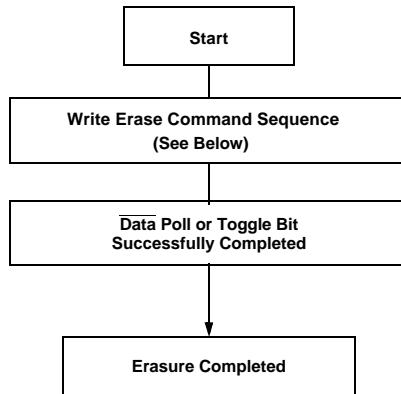 Start
Write Erase Command Sequence
(See Below)
Data Poll or Toggle Bit
Successfully Completed
Erasure Completed